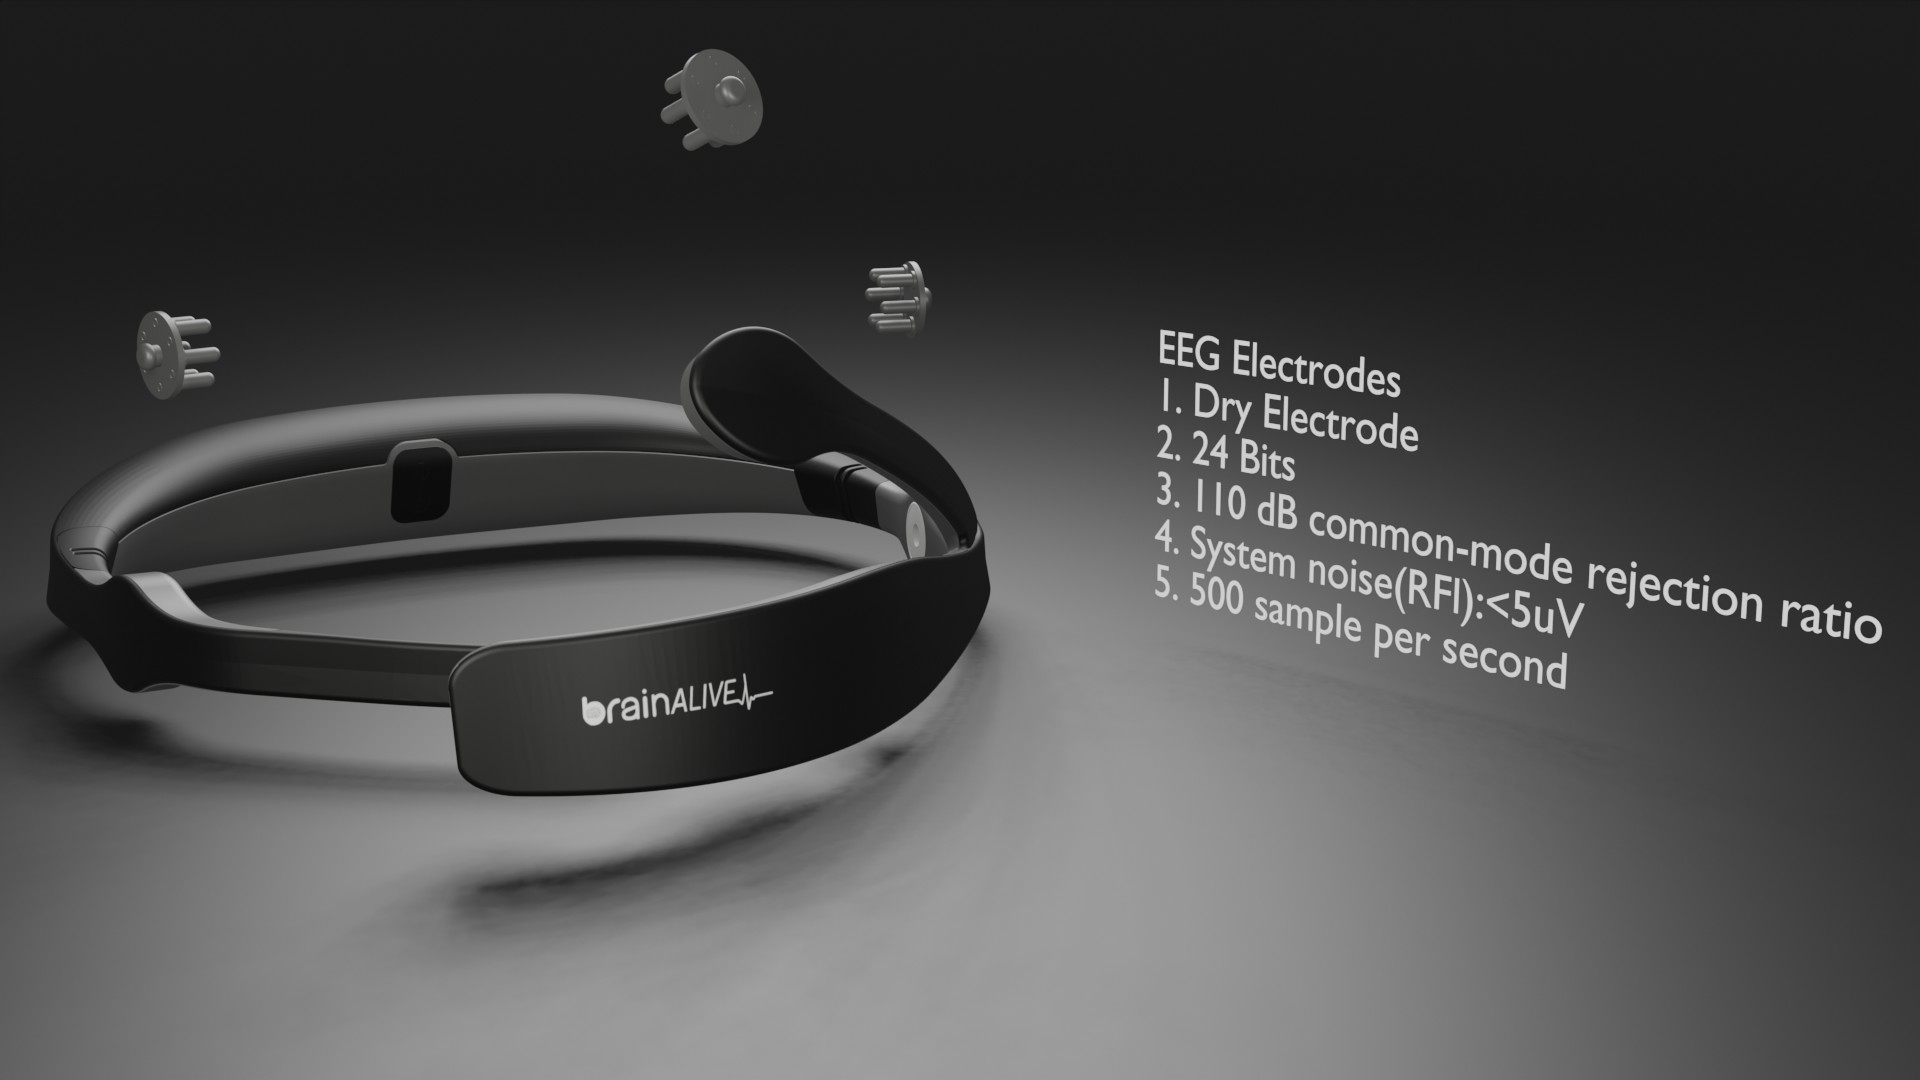 EEG Electrodes
1. Dry Electrode
2. 24 Bits
3. 110 dB common-mode rejection ratio
4. System noise(RFI):<5uV
5. 500 sample per second
brainALIVE